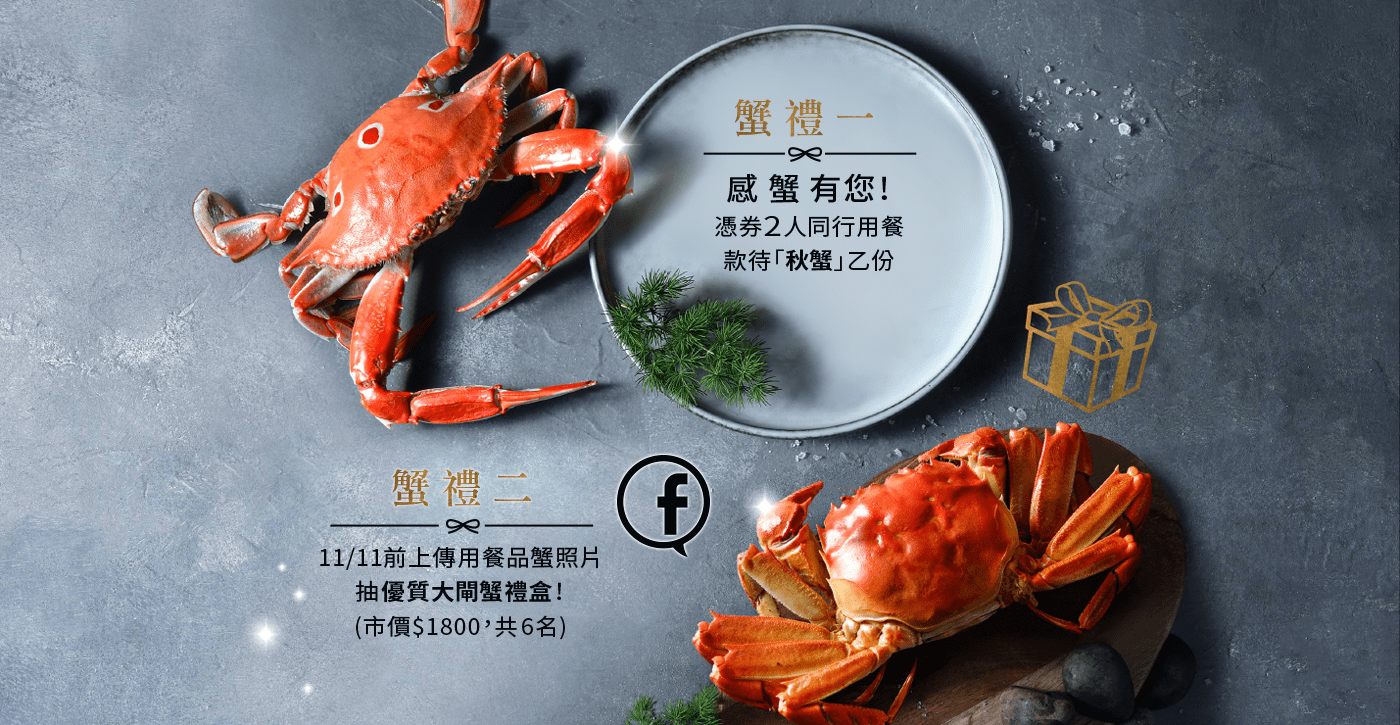 蟹禮一
感蟹有您!
憑券2人同行用餐
款待「秋蟹」乙份
蟹禮二
f
11/11前上傳用餐品蟹照片
抽優質大閘蟹禮盒!
(市價$1800,共6名)